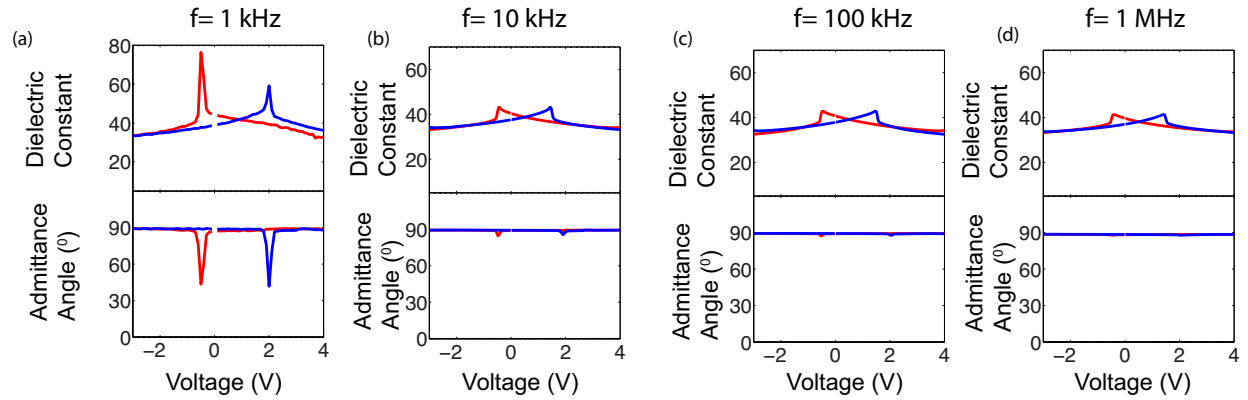 f= 1 kHz
f= 10 kHz
f= 100 kHz
f= 1 MHz
(a)
Dielectric
Constant
80
60
40
20
Admittance
Angle (⁰)
90
60
30
0
−2
0
2
4
Voltage (V)
(b)
Dielectric
Constant
60
40
20
Admittance
Angle (⁰)
90
60
30
0
−2
0
2
4
Voltage (V)
(c)
Dielectric
Constant
60
40
20
Admittance
Angle (⁰)
90
60
30
0
−2
0
2
4
Voltage (V)
(d)
Dielectric
Constant
60
40
20
Admittance
Angle (⁰)
90
60
30
0
−2
0
2
4
Voltage (V)